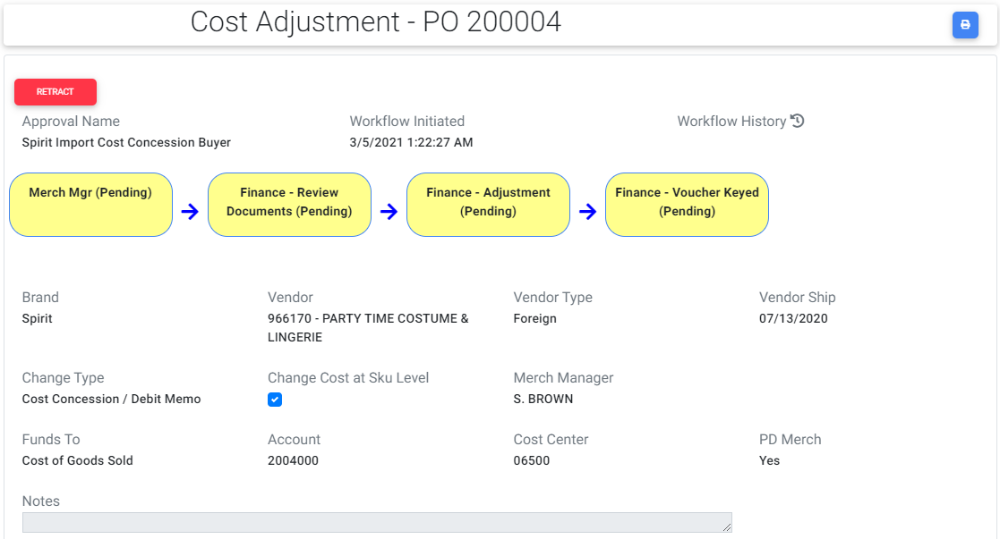 Cost Adjustment - PO 200004
RETRACT
Approval Name
Workflow Initiated
Workflow History
Spirit Import Cost Concession Buyer
3/5/2021 1:22:27 AM
Merch Mgr (Pending)
Finance - Review
Documents (Pending)
Finance - Adjustment
(Pending)
Finance - Voucher Keyed
(Pending)
Brand
Vendor
Vendor Type
Vendor Ship
Spirit
966170 - PARTY TIME COSTUME &
LINGERIE
Foreign
07/13/2020
Change Type
Change Cost at Sku Level
Merch Manager
Cost Concession / Debit Memo
S. BROWN
Funds To
Account
Cost Center
PD Merch
Cost of Goods Sold
2004000
06500
Yes
Notes